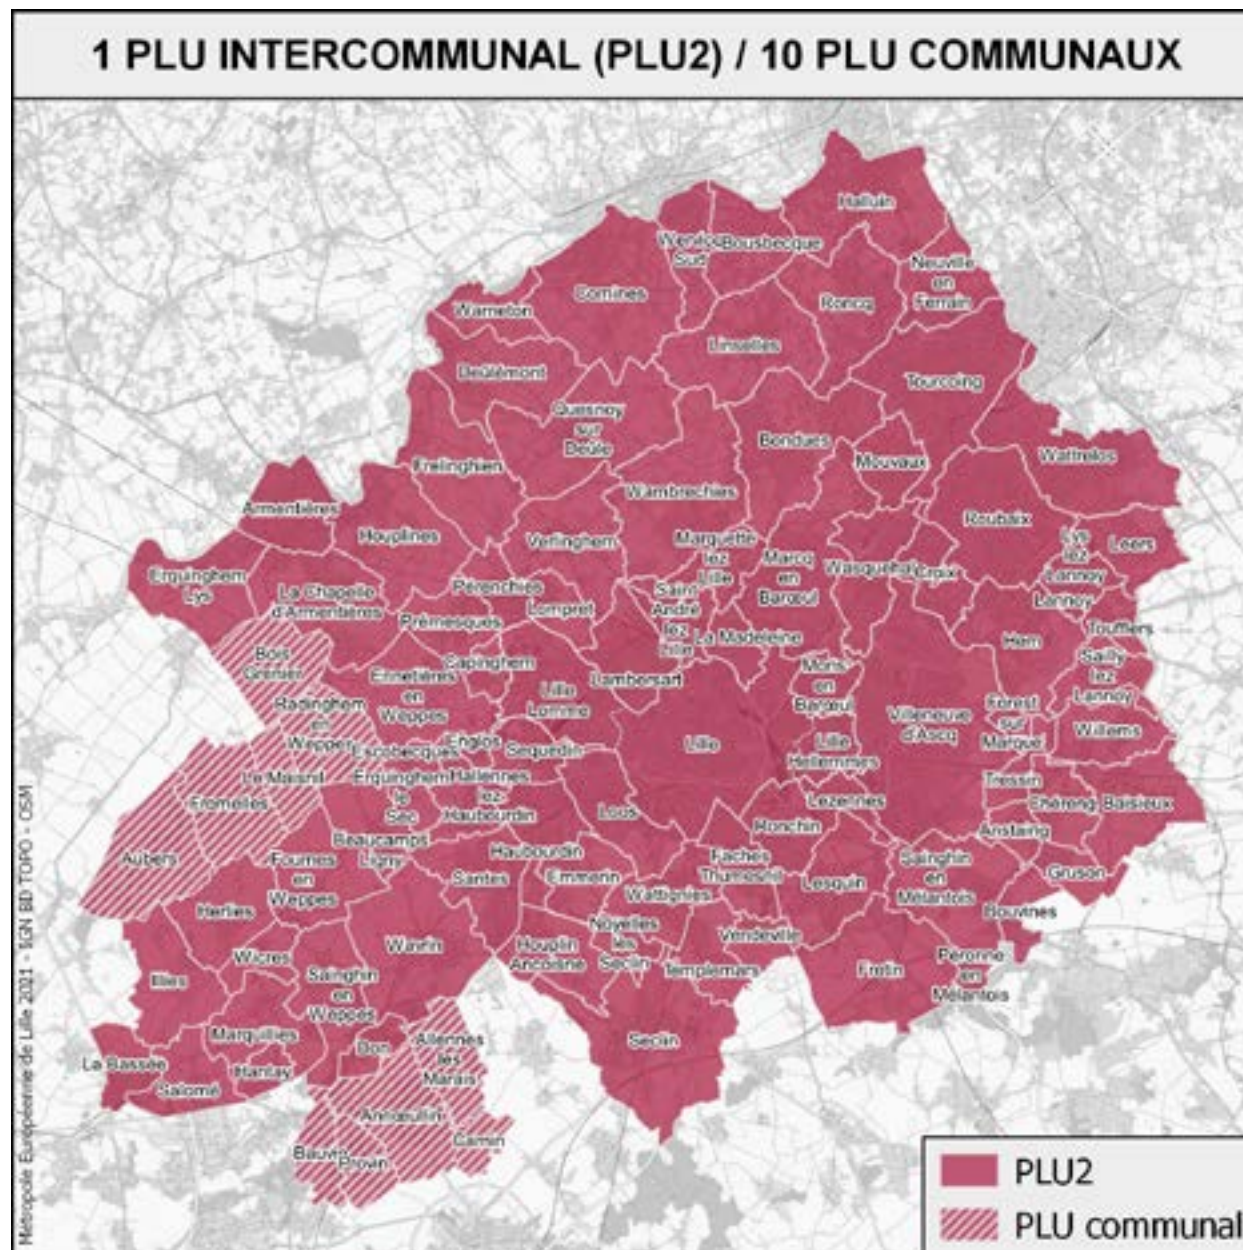 1 PLU INTERCOMMUNAL (PLU2) / 10 PLU COMMUNAUX
Halluin
Bousbecque
Sud
Neuville
en
Ferrain
Comines
Roncq
Warneton
Linselles
Deûlémont
Tourcoing
Quesnoy
sur
Deûle
Bondues
Mouvaux
Wattrelos
Frelinghien
Wambrechies
Armentières
Roubaix
Houplines
Verlinghem
Marquette
lez
Lille
Marcq
en
Barœul
Wasquehal
Croix
Lys
lez
Lannoy
Leers
Erquinghem
Lys
La Chapelle
d'Armentières
Pérenchies
Lompret
Saint
André
lez
Lille
Lannoy
Prémesques
La Madeleine
Hem
Toufflers
Bois
Grenier
Capinghem
Sailly
lez
Lannoy
Ennetières
en
Weppes
Lambersart
Mons
en
Barœul
Lille
Lomme
Radinghem
en
Weppes
Villeneuve
d'Ascq
Forest
sur
Marque
Willems
Escobecques
Englos
Sequedin
Lille
Lille
Hellemmes
Le Maisnil
Erquinghem
le
Sec
Hallennes
lez-
Haubourdin
Tressin
Fromelles
Lezennes
Chéreng
Baisieux
Loos
Ronchin
Anstaing
Aubers
Beaucamps
Ligny
Haubourdin
Fournes
en
Weppes
Santes
Emmerin
Faches
Thumesnil
Lesquin
Sainghin
en
Mélantois
Gruson
Wattignies
Herlies
Bouvines
Wavrin
Noyelles
lès
Seclin
Vendeville
Houplin
Ancoisne
Wicres
Templemars
Fretin
Péronne
en
Mélantois
Illies
Sainghin
en
Weppes
Marquillies
Don
Allennes
les
Marais
Seclin
La Bassée
Hantay
Salomé
Annœullin
Carnin
Bauvin
Provin
PLU2
PLU communal
Métropole Européenne de Lille 2021 - IGN BD TOPO - OSM